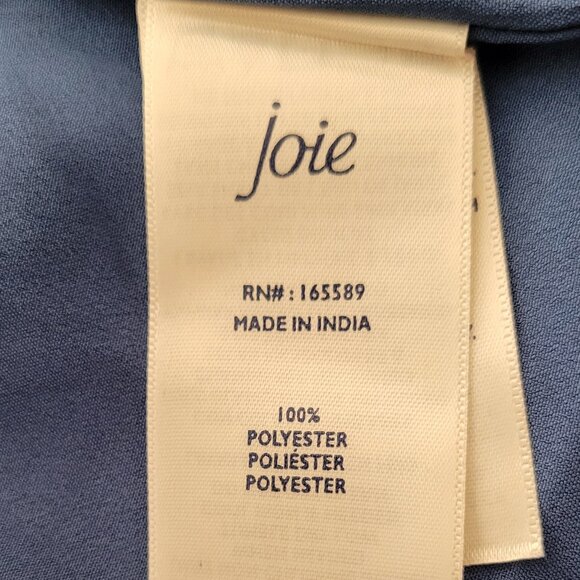 joie
RN#: 165589
MADE IN INDIA
100%
POLYESTER
POLIÉSTER
POLYESTER